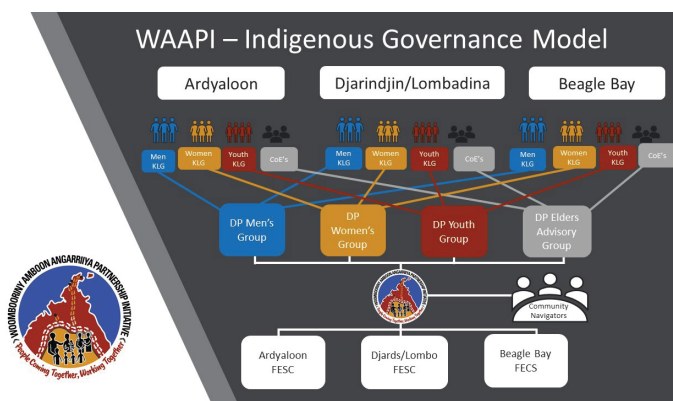 WAAPI – Indigenous Governance Model
Ardyaloon
Djarindjin/Lombadina
Beagle Bay
Men
KLG
Women
KLG
Youth
KLG
CoE's
Men
KLG
Women
KLG
Youth
KLG
CoE's
Men
KLG
Women
KLG
Youth
KLG
CoE's
DP Men's
Group
DP
Women's
Group
DP Youth
Group
DP Elders
Advisory
Group
WOOMBOORINY AMBOON ANGARRIIYA PARTNERSHIP INITIATIVE
People Coming Together, Working Together
Community
Navigators
Ardyaloon
FESC
Djards/Lombo
FESC
Beagle Bay
FECS